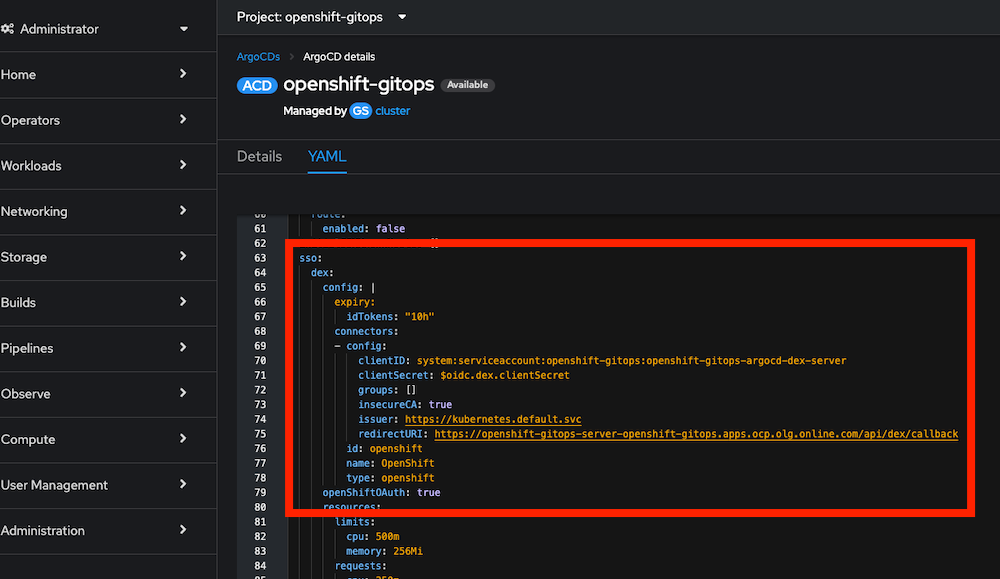 Administrator
Home
Operators
Workloads
Networking
Storage
Builds
Pipelines
Observe
Compute
User Management
Administration
Project: openshift-gitops
ArgoCDs > ArgoCD details
ACD openshift-gitops Available
Managed by GS cluster
Details YAML
60 route:
61 enabled: false
62
63 sso:
64 dex:
65 config: |
66 expiry:
67 idTokens: "10h"
68 connectors:
69 - config:
70 clientID: system:serviceaccount:openshift-gitops:openshift-gitops-argocd-dex-server
71 clientSecret: $oidc.dex.clientSecret
72 groups: []
73 insecureCA: true
74 issuer: https://kubernetes.default.svc
75 redirectURI: https://openshift-gitops-server-openshift-gitops.apps.ocp.olg.online.com/api/dex/callback
76 id: openshift
77 name: OpenShift
78 type: openshift
79 openShiftOAuth: true
80 resources:
81 limits:
82 cpu: 500m
83 memory: 256Mi
84 requests:
85 cpu: 250m